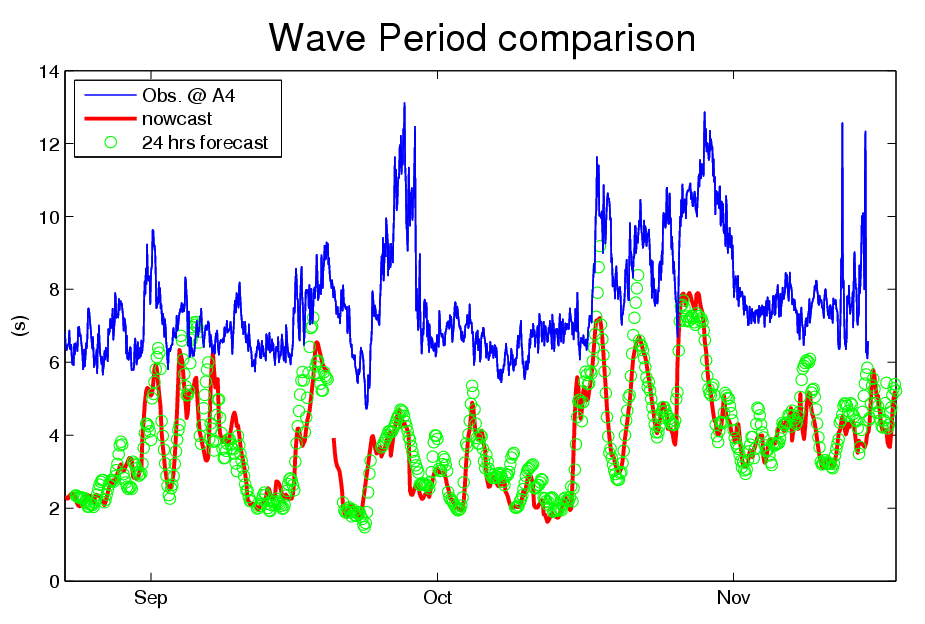 Wave Period comparison
14
Obs. @ A4
nowcast
24 hrs forecast
12
10
8
(s)
6
4
2
0
Sep Oct Nov